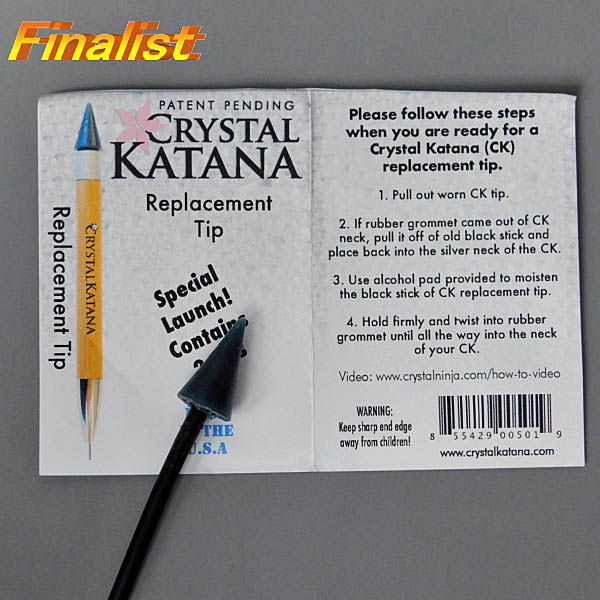 Finalist
PATENT PENDING
CRYSTAL
KATANA
Replacement
Tip
Replacement Tip
CRYSTALKATANA
Special
Launch!
THE
U.S.A
Please follow these steps
when you are ready for a
Crystal Katana (CK)
replacement tip.
1. Pull out worn CK tip.
2. If rubber grommet came out of CK
neck, pull it off of old black stick and
place back into the silver neck of the CK.
3. Use alcohol pad provided to moisten
the black stick of CK replacement tip.
4. Hold firmly and twist into rubber
grommet until all the way into the neck
of your CK.
Video: www.crystalninja.com/how-to-video
WARNING:
Keep sharp end edge
away from children!
8 55429 00501 9
www.crystalkatana.com